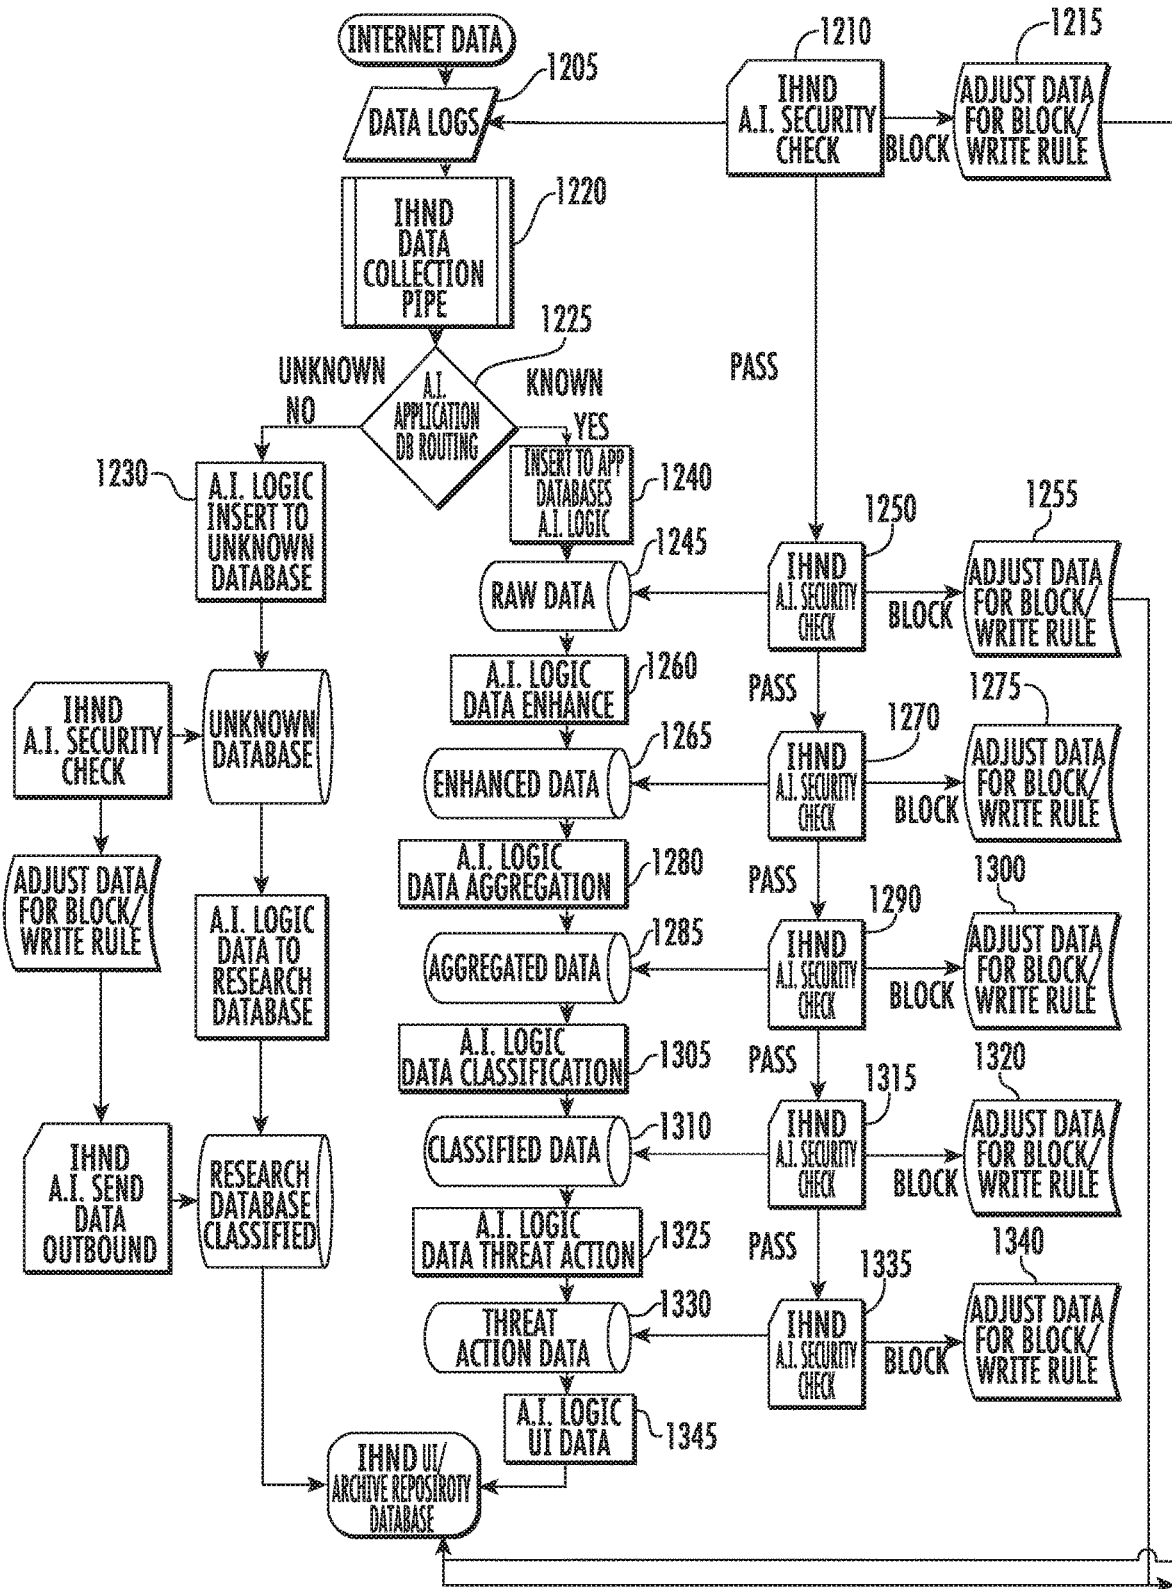 INTERNET DATA
1205
DATA LOGS
1210
IHND
A.I. SECURITY
CHECK
BLOCK
1215
ADJUST DATA
FOR BLOCK/
WRITE RULE
1220
IHND
DATA
COLLECTION
PIPE
1225
UNKNOWN
NO
A.I.
APPLICATION
DB ROUTING
KNOWN
YES
PASS
1230
A.I. LOGIC
INSERT TO
UNKNOWN
DATABASE
INSERT TO APP
DATABASES
A.I. LOGIC
1240
1245
RAW DATA
1250
IHND
A.I. SECURITY
CHECK
BLOCK
1255
ADJUST DATA
FOR BLOCK/
WRITE RULE
A.I. LOGIC
DATA ENHANCE
1260
PASS
IHND
A.I. SECURITY
CHECK
UNKNOWN
DATABASE
ENHANCED DATA
1265
1270
IHND
A.I. SECURITY
CHECK
BLOCK
1275
ADJUST DATA
FOR BLOCK/
WRITE RULE
A.I. LOGIC
DATA AGGREGATION
1280
PASS
ADJUST DATA
FOR BLOCK/
WRITE RULE
A.I. LOGIC
DATA TO
RESEARCH
DATABASE
AGGREGATED DATA
1285
1290
IHND
A.I. SECURITY
CHECK
BLOCK
1300
ADJUST DATA
FOR BLOCK/
WRITE RULE
A.I. LOGIC
DATA CLASSIFICATION
1305
PASS
CLASSIFIED DATA
1310
1315
IHND
A.I. SECURITY
CHECK
BLOCK
1320
ADJUST DATA
FOR BLOCK/
WRITE RULE
IHND
A.I. SEND
DATA
OUTBOUND
RESEARCH
DATABASE
CLASSIFIED
A.I. LOGIC
DATA THREAT ACTION
1325
PASS
THREAT
ACTION DATA
1330
1335
IHND
A.I. SECURITY
CHECK
BLOCK
1340
ADJUST DATA
FOR BLOCK/
WRITE RULE
A.I. LOGIC
UI DATA
1345
IHND UI/
ARCHIVE REPOSTROTY
DATABASE